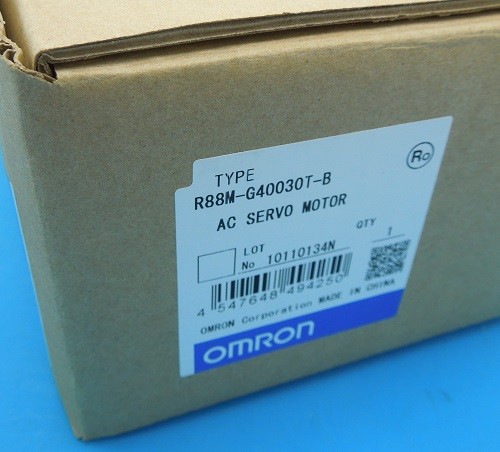 TYPE
Ro
R88M-G40030T-B
AC SERVO MOTOR
LOT
No 10110134N
QTY
1
4 547648 494250
OMRON Corporation MADE IN CHINA
OMRON